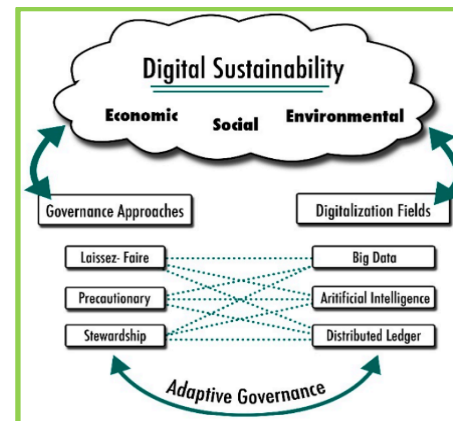 Digital Sustainability
Economic Social Environmental
Governance Approaches Digitalization Fields
Laissez- Faire Big Data
Precautionary Aritificial Intelligence
Stewardship Distributed Ledger
Adaptive Governance